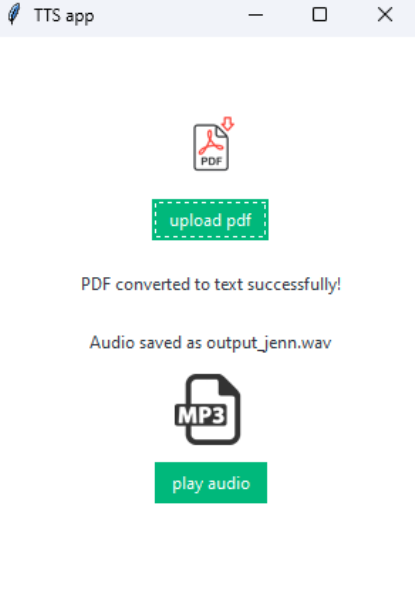 TTS app
PDF
upload pdf
PDF converted to text successfully!
Audio saved as output_jenn.wav
MP3
play audio